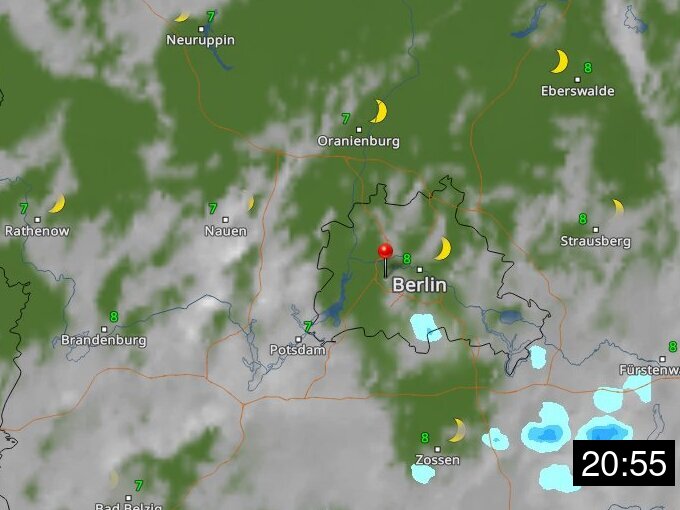 7
Neuruppin
8
Eberswalde
7
Oranienburg
7
Rathenow
7
Nauen
8
Strausberg
8
Berlin
8
Brandenburg
7
Potsdam
8
Fürstenwa
8
Zossen
20:55
7
Bad Belzig